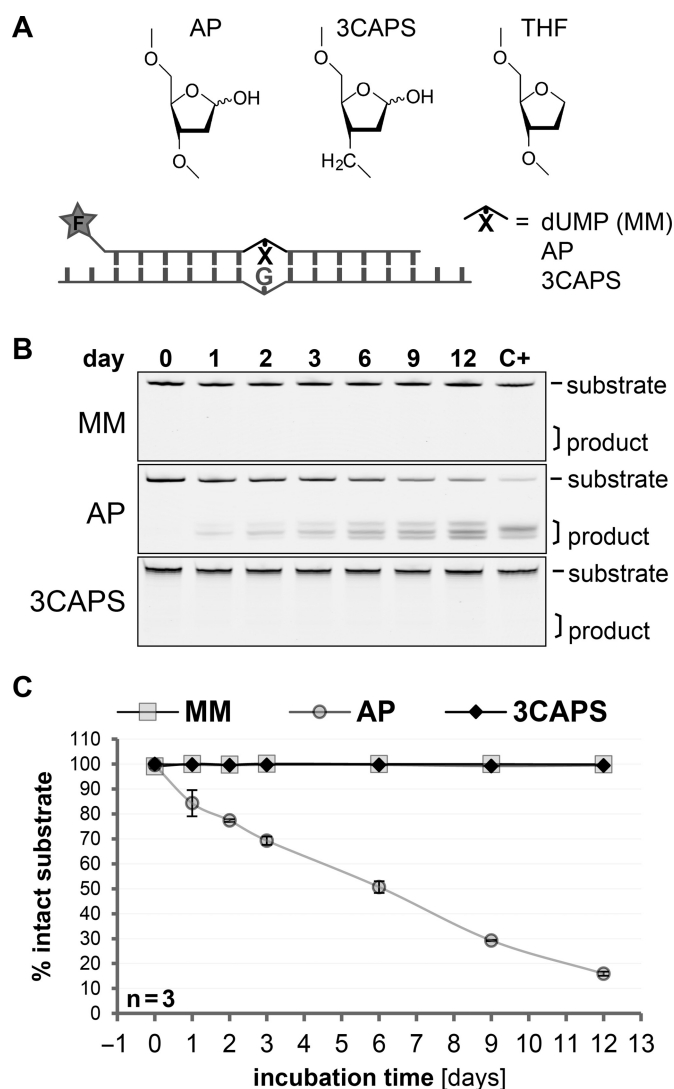 A
AP 3CAPS THF
O O O
O OH O OH O
O H₂C O
F
X
G
X = dUMP (MM)
AP
3CAPS
B
day 0 1 2 3 6 9 12 C+
MM
substrate
product
AP
substrate
product
3CAPS
substrate
product
C
MM AP 3CAPS
% intact substrate
110
100
90
80
70
60
50
40
30
20
10
0
n = 3
–1 0 1 2 3 4 5 6 7 8 9 10 11 12 13
incubation time [days]